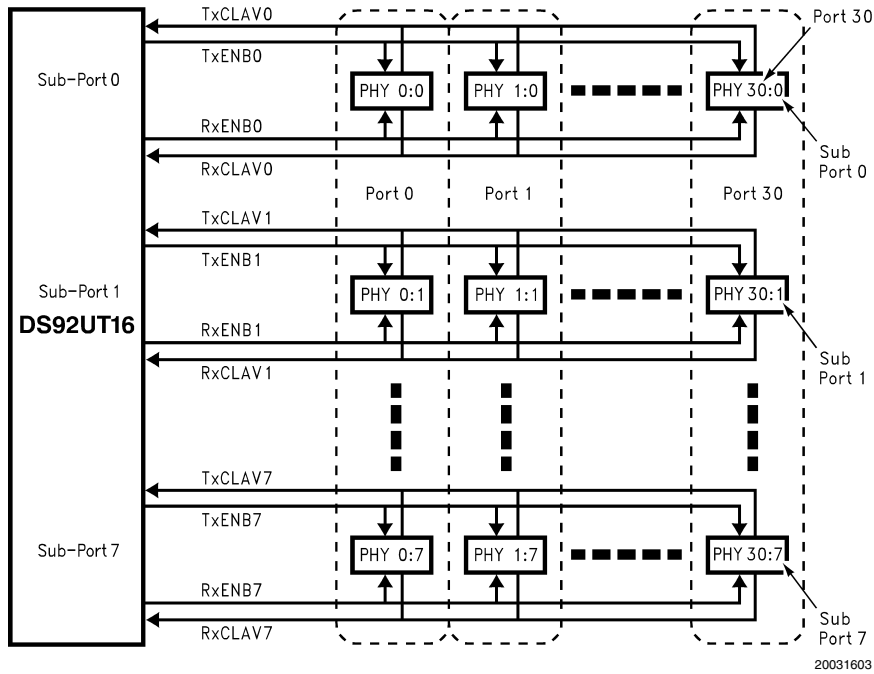 TxCLAV0
Port 30
TxENB0
Sub-Port 0
PHY 0:0
PHY 1:0
PHY 30:0
RxENB0
Sub
Port 0
RxCLAV0
Port 0
Port 1
Port 30
TxCLAV1
TxENB1
Sub-Port 1
PHY 0:1
PHY 1:1
PHY 30:1
DS92UT16
RxENB1
Sub
Port 1
RxCLAV1
TxCLAV7
TxENB7
Sub-Port 7
PHY 0:7
PHY 1:7
PHY 30:7
RxENB7
Sub
Port 7
RxCLAV7
20031603